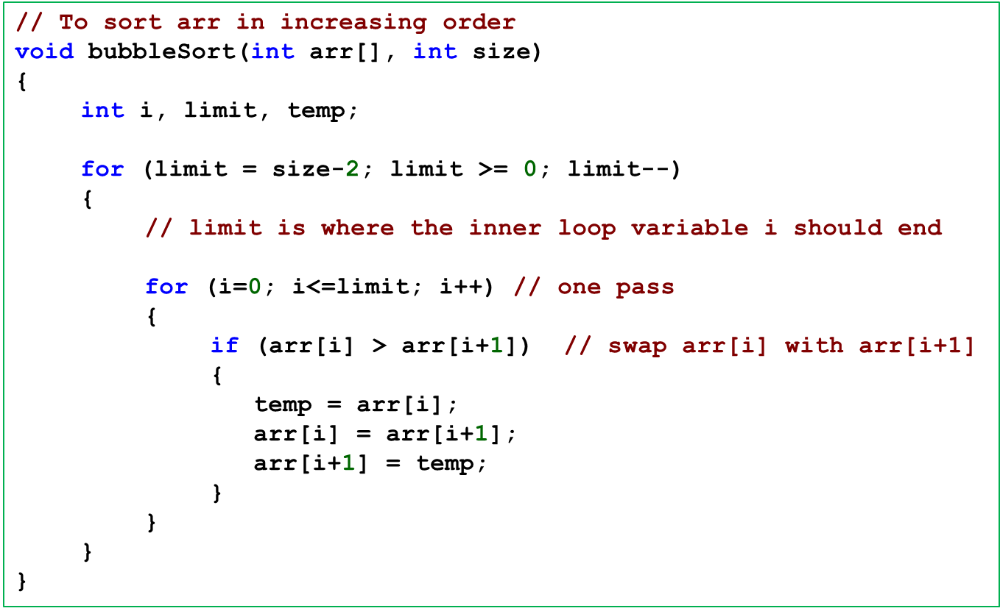 // To sort arr in increasing order
void bubbleSort(int arr[], int size)
{
int i, limit, temp;
for (limit = size-2; limit >= 0; limit--)
{
// limit is where the inner loop variable i should end
for (i=0; i<=limit; i++) // one pass
{
if (arr[i] > arr[i+1]) // swap arr[i] with arr[i+1]
{
temp = arr[i];
arr[i] = arr[i+1];
arr[i+1] = temp;
}
}
}
}